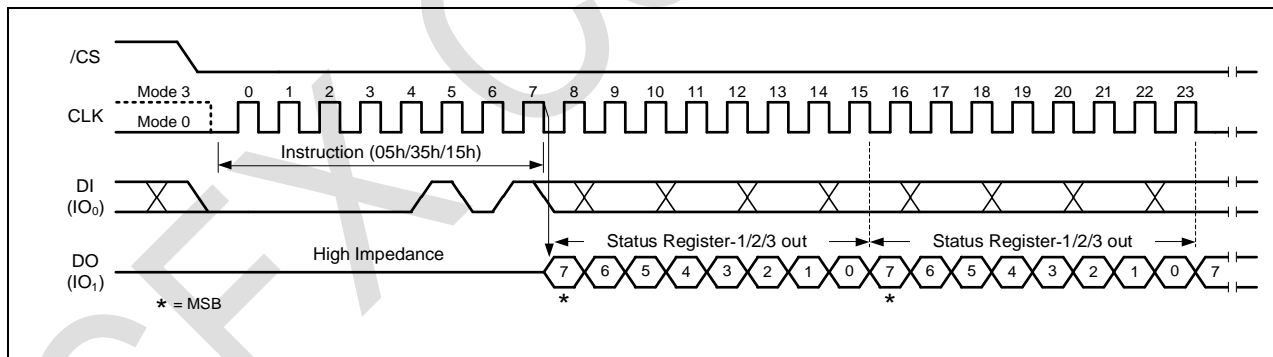 /CS
Mode 3
0 1 2 3 4 5 6 7 8 9 10 11 12 13 14 15 16 17 18 19 20 21 22 23
CLK
Mode 0
Instruction (05h/35h/15h)
DI
(IO0)
High Impedance
Status Register-1/2/3 out
Status Register-1/2/3 out
DO
(IO1)
7 6 5 4 3 2 1 0 7 6 5 4 3 2 1 0 7
* = MSB
* *